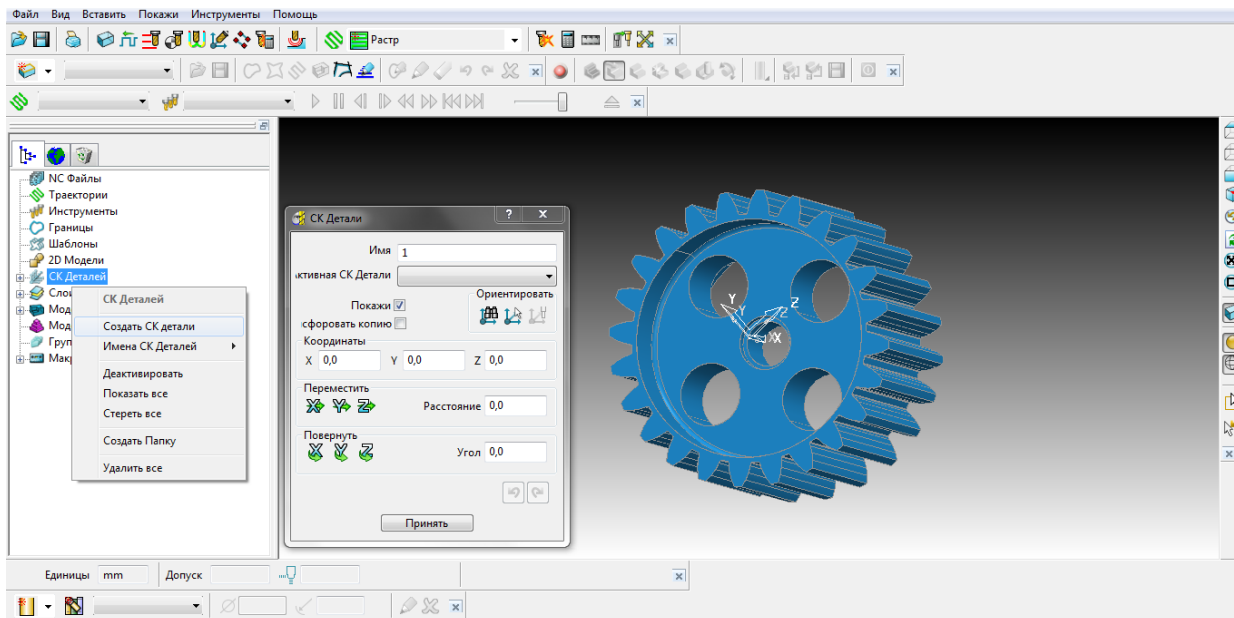 Файл Вид Вставить Покажи Инструменты Помощь
Растр
NC Файлы
Траектории
Инструменты
Границы
Шаблоны
2D Модели
СК Деталей
СК Деталей
Создать СК детали
Имена СК Деталей
Деактивировать
Показать все
Стереть все
Создать Папку
Удалить все
СК Детали ? X
Имя 1
СК Детали
Покажи
копию
Ориентировать
Координаты
X 0,0 Y 0,0 Z 0,0
Переместить
X Y Z Расстояние 0,0
Повернуть
X Y Z Угол 0,0
Принять
Y Z
Y Z
X X
Единицы mm Допуск